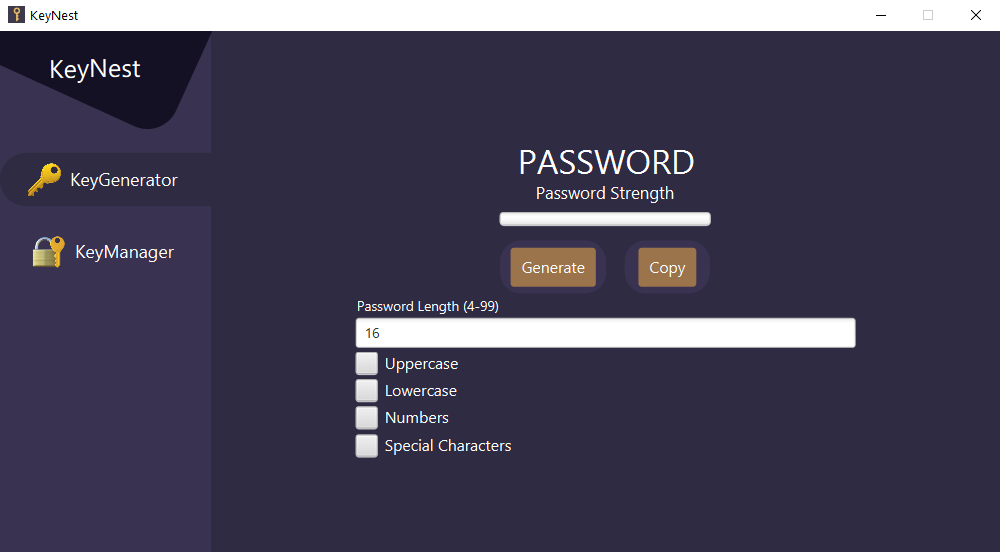 KeyNest
KeyNest
KeyGenerator
KeyManager
PASSWORD
Password Strength
Generate
Copy
Password Length (4-99)
16
Uppercase
Lowercase
Numbers
Special Characters